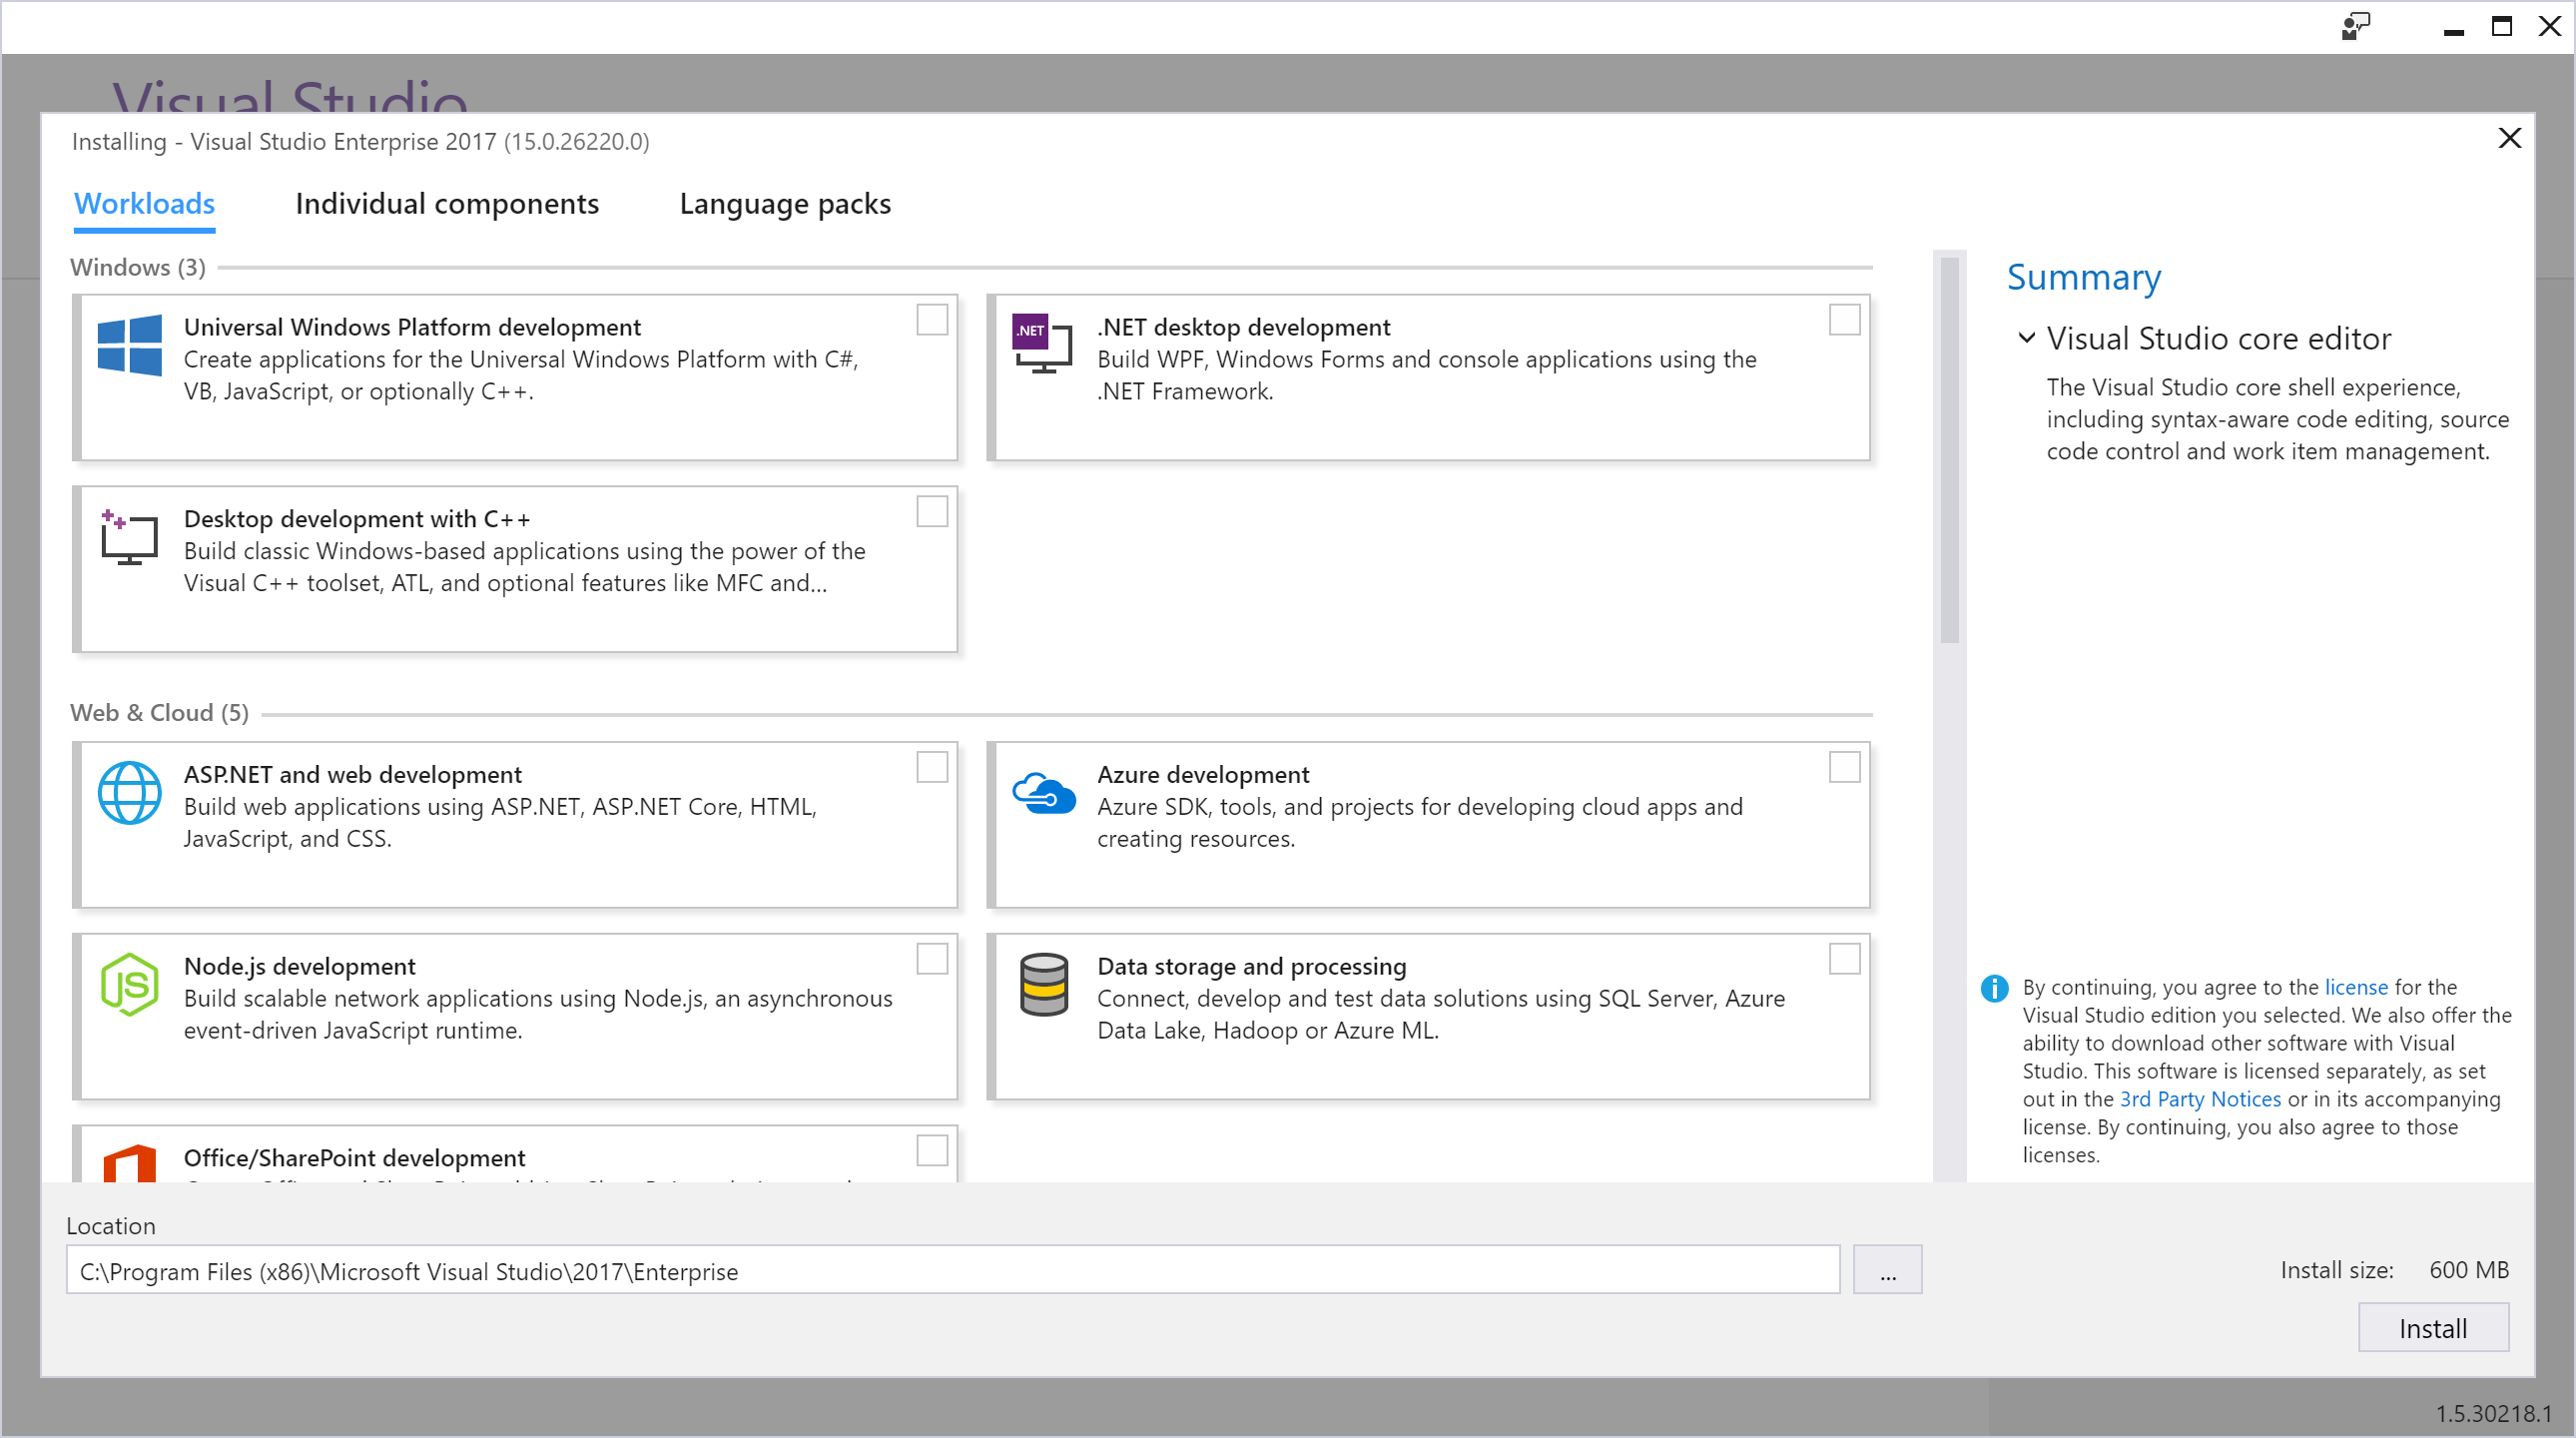 Visual Studio
Installing - Visual Studio Enterprise 2017 (15.0.26220.0)
Workloads
Individual components
Language packs
Windows (3)
Universal Windows Platform development
Create applications for the Universal Windows Platform with C#,
VB, JavaScript, or optionally C++.
.NET
.NET desktop development
Build WPF, Windows Forms and console applications using the
.NET Framework.
Desktop development with C++
Build classic Windows-based applications using the power of the
Visual C++ toolset, ATL, and optional features like MFC and...
Web & Cloud (5)
ASP.NET and web development
Build web applications using ASP.NET, ASP.NET Core, HTML,
JavaScript, and CSS.
Azure development
Azure SDK, tools, and projects for developing cloud apps and
creating resources.
JS
Node.js development
Build scalable network applications using Node.js, an asynchronous
event-driven JavaScript runtime.
Data storage and processing
Connect, develop and test data solutions using SQL Server, Azure
Data Lake, Hadoop or Azure ML.
Office/SharePoint development
Summary
Visual Studio core editor
The Visual Studio core shell experience,
including syntax-aware code editing, source
code control and work item management.
By continuing, you agree to the license for the
Visual Studio edition you selected. We also offer the
ability to download other software with Visual
Studio. This software is licensed separately, as set
out in the 3rd Party Notices or in its accompanying
license. By continuing, you also agree to those
licenses.
Location
C:\Program Files (x86)\Microsoft Visual Studio\2017\Enterprise
...
Install size: 600 MB
Install
1.5.30218.1